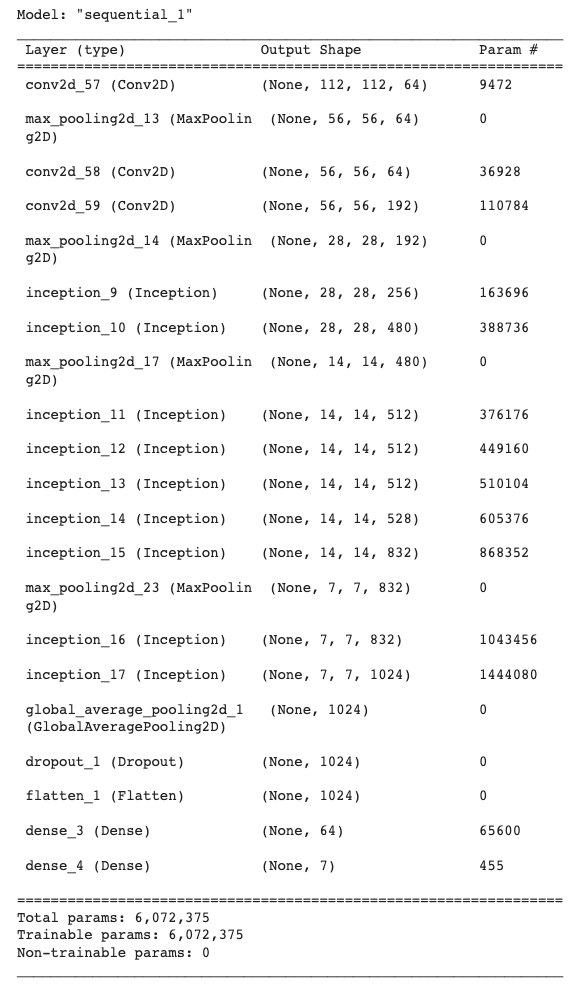 Model: "sequential_1"
Layer (type) Output Shape Param #
conv2d_57 (Conv2D) (None, 112, 112, 64) 9472
max_pooling2d_13 (MaxPoolin (None, 56, 56, 64) 0
g2D)
conv2d_58 (Conv2D) (None, 56, 56, 64) 36928
conv2d_59 (Conv2D) (None, 56, 56, 192) 110784
max_pooling2d_14 (MaxPoolin (None, 28, 28, 192) 0
g2D)
inception_9 (Inception) (None, 28, 28, 256) 163696
inception_10 (Inception) (None, 28, 28, 480) 388736
max_pooling2d_17 (MaxPoolin (None, 14, 14, 480) 0
g2D)
inception_11 (Inception) (None, 14, 14, 512) 376176
inception_12 (Inception) (None, 14, 14, 512) 449160
inception_13 (Inception) (None, 14, 14, 512) 510104
inception_14 (Inception) (None, 14, 14, 528) 605376
inception_15 (Inception) (None, 14, 14, 832) 868352
max_pooling2d_23 (MaxPoolin (None, 7, 7, 832) 0
g2D)
inception_16 (Inception) (None, 7, 7, 832) 1043456
inception_17 (Inception) (None, 7, 7, 1024) 1444080
global_average_pooling2d_1 (None, 1024) 0
(GlobalAveragePooling2D)
dropout_1 (Dropout) (None, 1024) 0
flatten_1 (Flatten) (None, 1024) 0
dense_3 (Dense) (None, 64) 65600
dense_4 (Dense) (None, 7) 455
Total params: 6,072,375
Trainable params: 6,072,375
Non-trainable params: 0